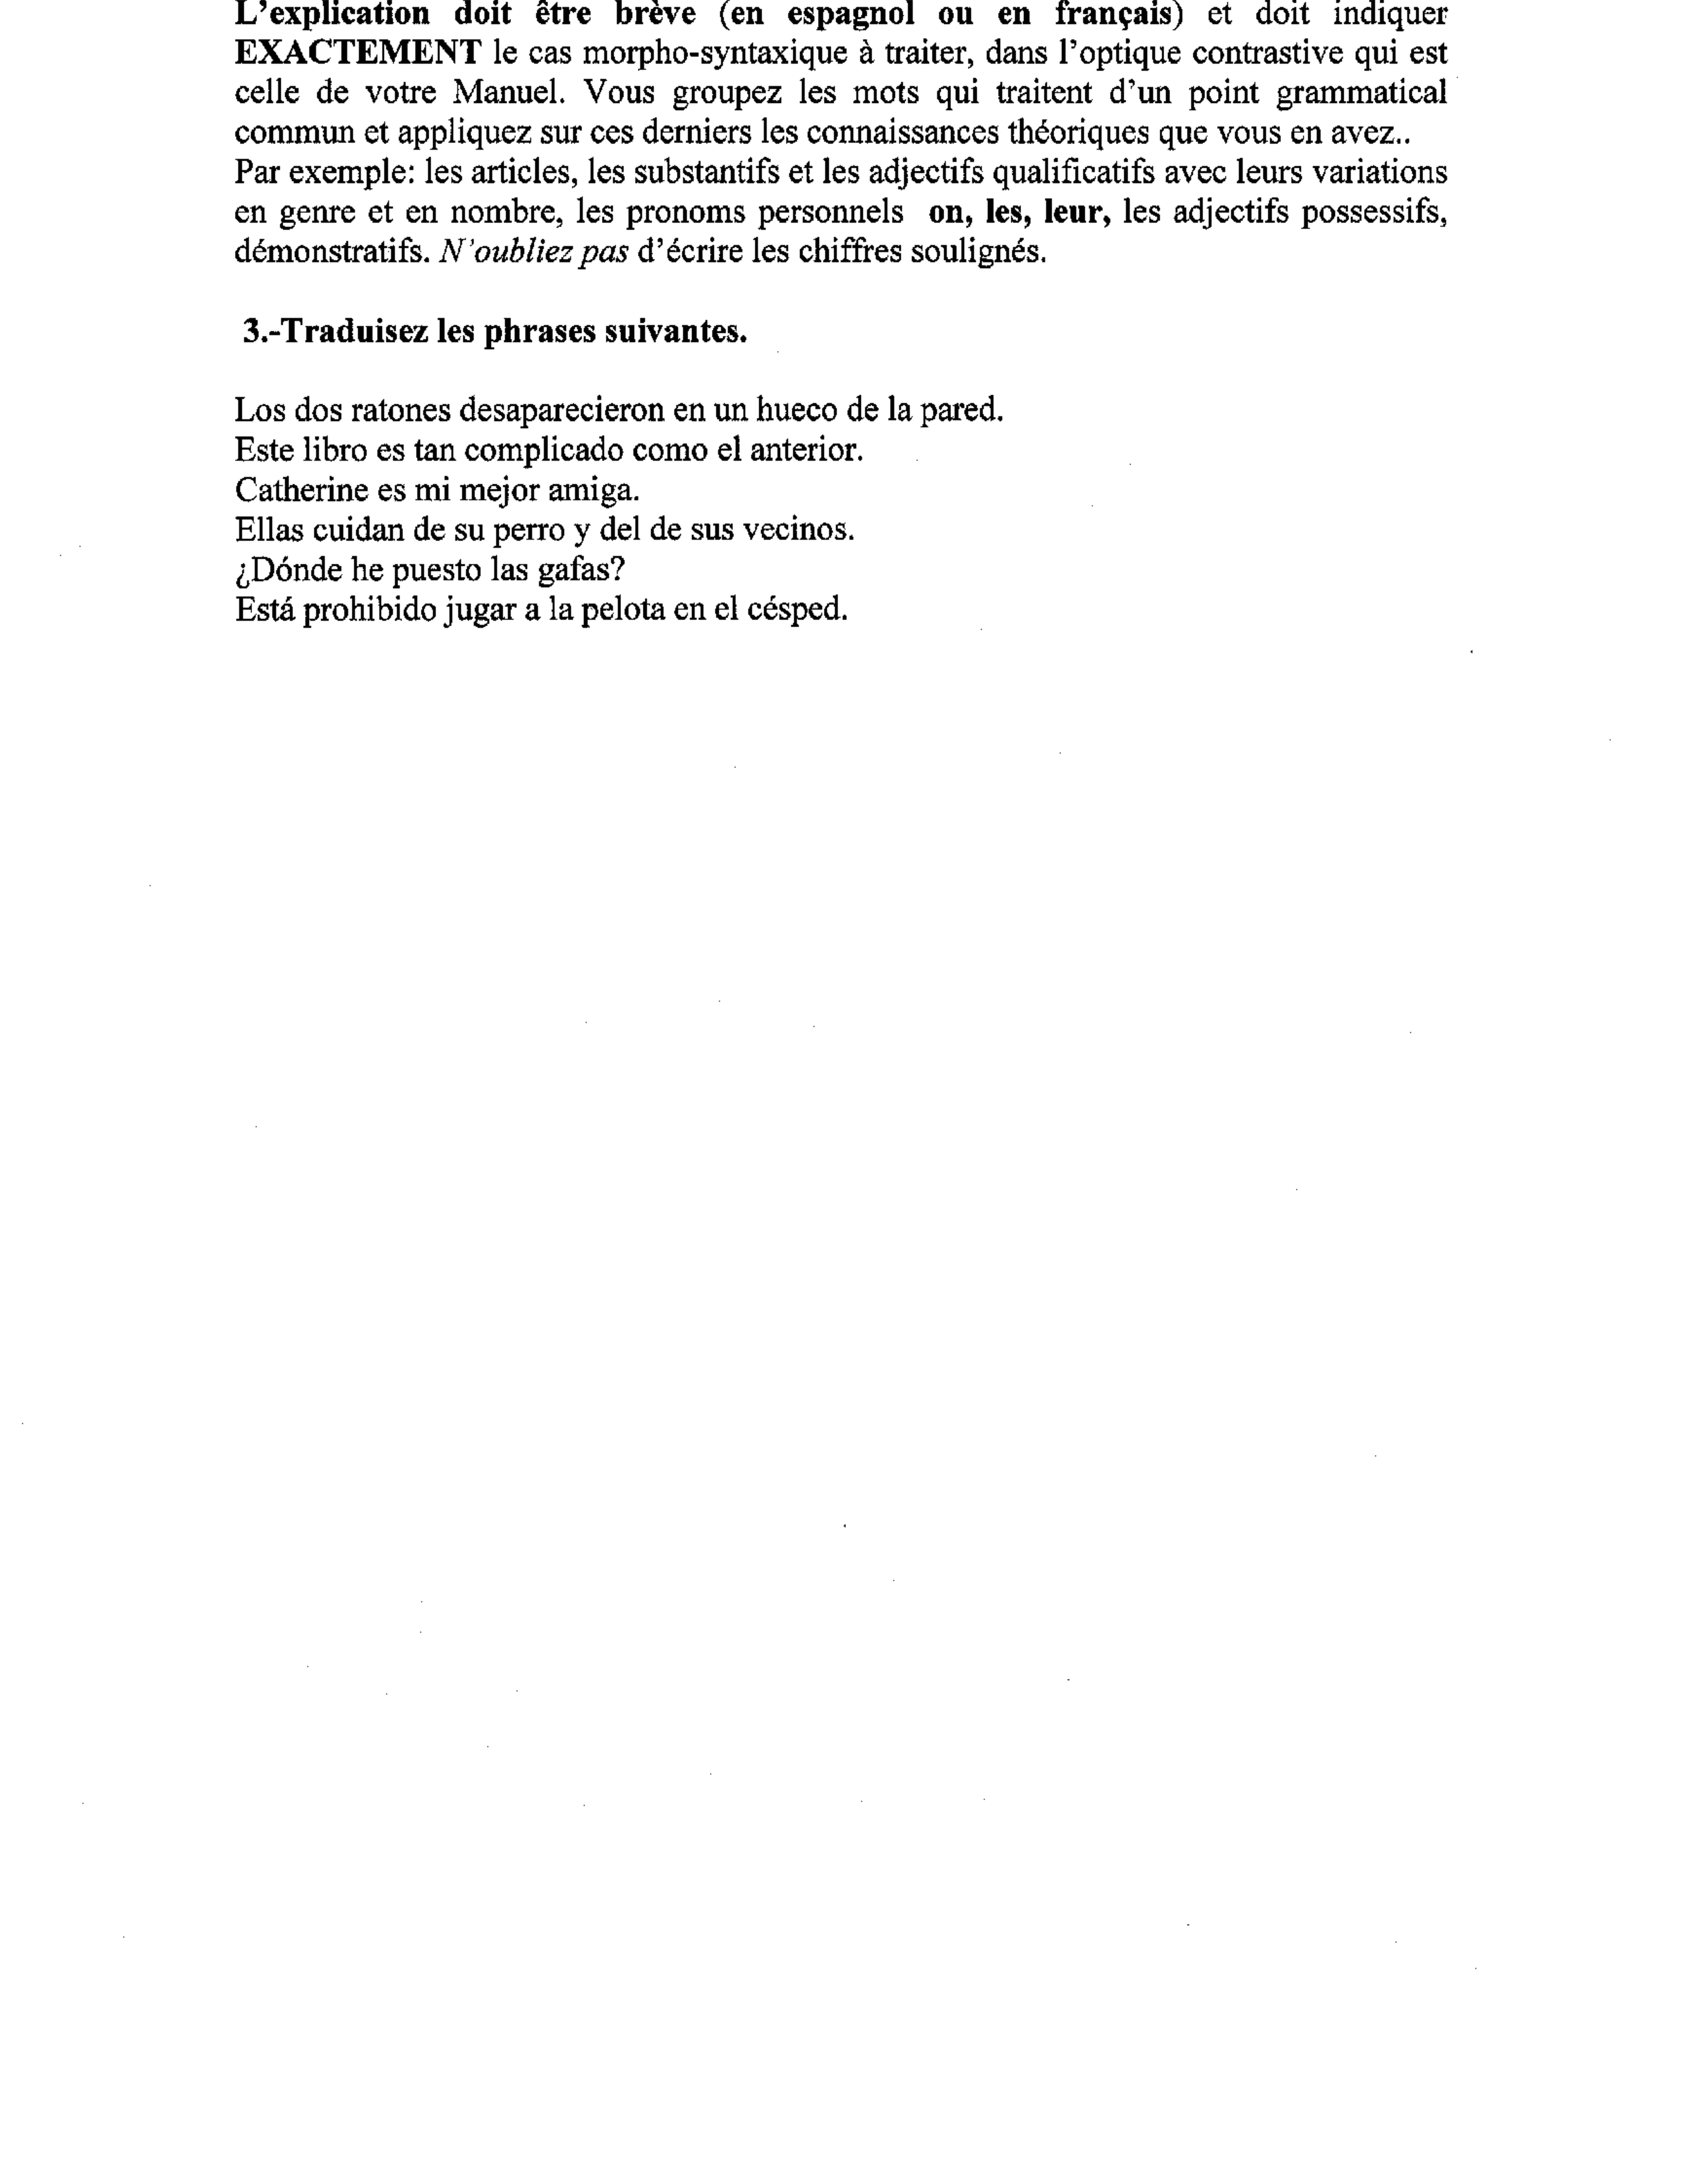 L'explication doit être brève (en espagnol ou en français) et doit indiquer
EXACTEMENT le cas morpho-syntaxique à traiter, dans l'optique contrastive qui est
celle de votre Manuel. Vous groupez les mots qui traitent d'un point grammatical
commun et appliquez sur ces derniers les connaissances théoriques que vous en avez..
Par exemple: les articles, les substantifs et les adjectifs qualificatifs avec leurs variations
en genre et en nombre, les pronoms personnels on, les, leur, les adjectifs possessifs,
démonstratifs. N'oubliez pas d'écrire les chiffres soulignés.
3.-Traduisez les phrases suivantes.
Los dos ratones desaparecieron en un hueco de la pared.
Este libro es tan complicado como el anterior.
Catherine es mi mejor amiga.
Ellas cuidan de su perro y del de sus vecinos.
¿Dónde he puesto las gafas?
Está prohibido jugar a la pelota en el césped.